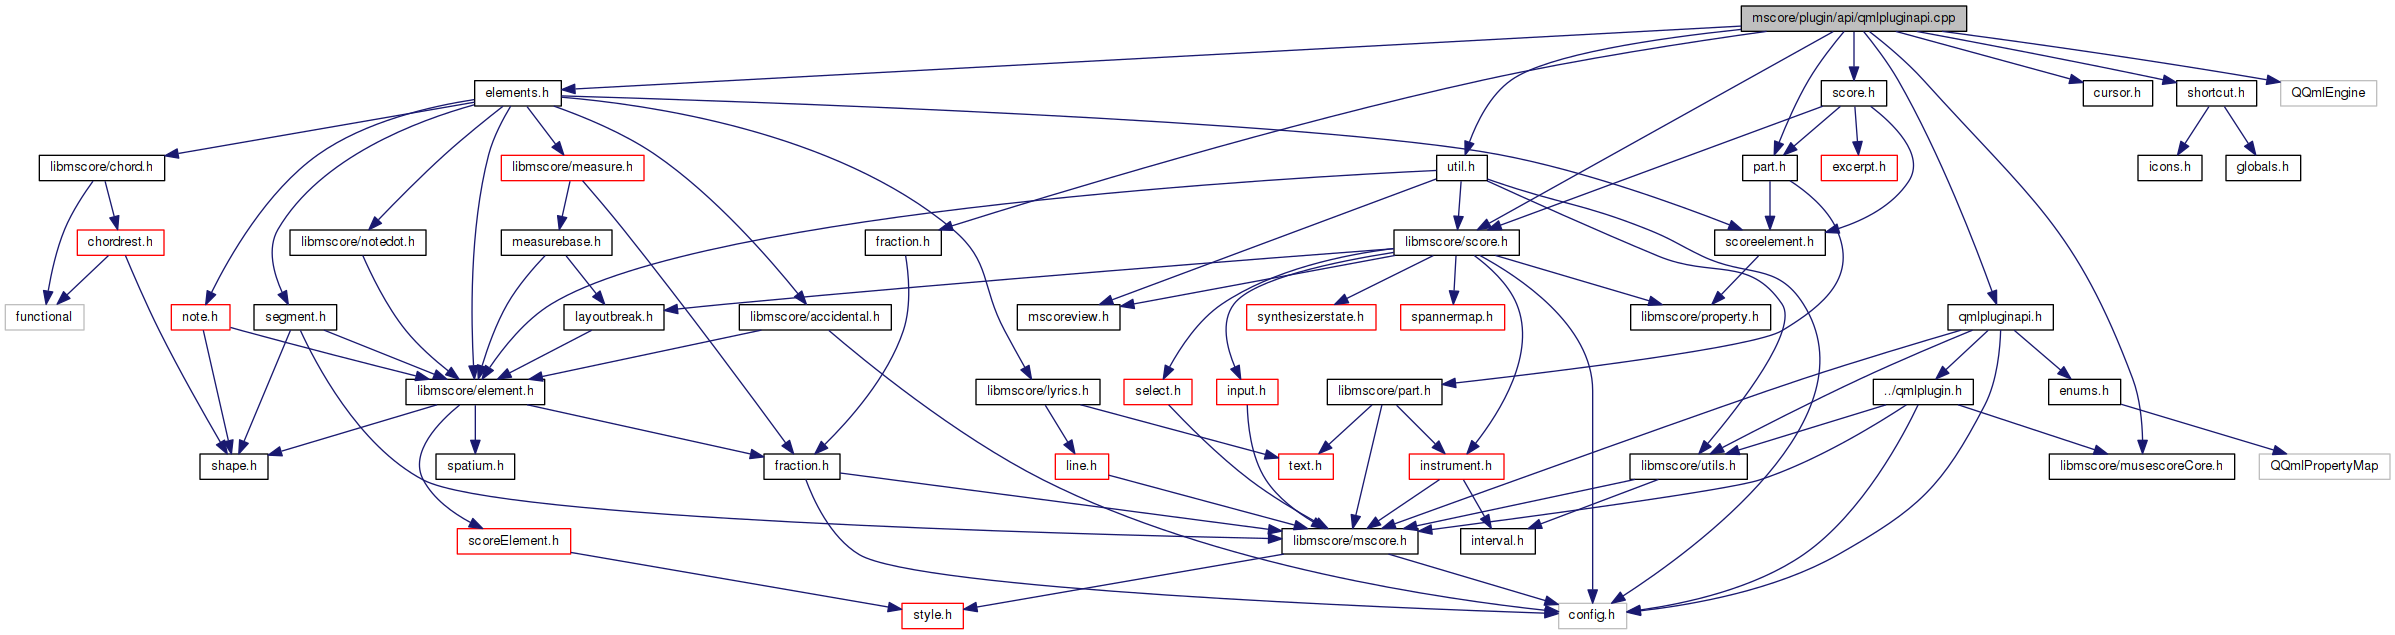 mscore/plugin/api/qmlpluginapi.cpp
elements.h
score.h
cursor.h
shortcut.h
QQmlEngine
libmscore/chord.h
libmscore/measure.h
util.h
part.h
excerpt.h
icons.h
globals.h
chordrest.h
libmscore/notedot.h
measurebase.h
fraction.h
libmscore/score.h
scoreelement.h
functional
note.h
segment.h
layoutbreak.h
libmscore/accidental.h
mscoreview.h
synthesizerstate.h
spannermap.h
libmscore/property.h
qmlpluginapi.h
libmscore/element.h
libmscore/lyrics.h
select.h
input.h
libmscore/part.h
../qmlplugin.h
enums.h
shape.h
spatium.h
fraction.h
line.h
text.h
instrument.h
libmscore/utils.h
libmscore/musescoreCore.h
QQmlPropertyMap
scoreElement.h
libmscore/mscore.h
interval.h
style.h
config.h